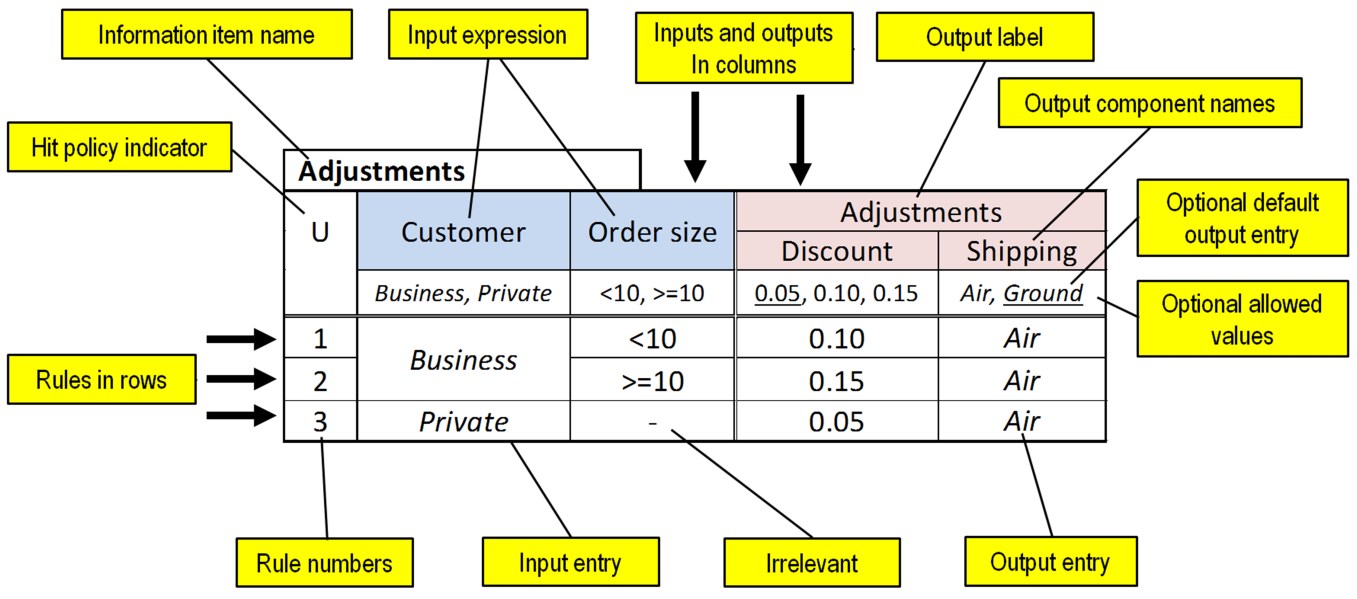 Information item name
Input expression
Inputs and outputs
In columns
Output label
Output component names
Hit policy indicator
Adjustments
Optional default
output entry
U
Customer
Order size
Adjustments
Discount
Shipping
Business, Private
<10, >=10
0.05, 0.10, 0.15
Air, Ground
Optional allowed
values
Rules in rows
1
Business
<10
0.10
Air
2
>=10
0.15
Air
3
Private
-
0.05
Air
Rule numbers
Input entry
Irrelevant
Output entry